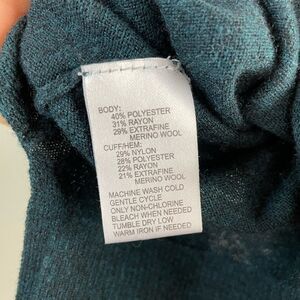 BODY:
40% POLYESTER
31% RAYON
29% EXTRAFINE
MERINO WOOL
CUFF/HEM:
29% NYLON
28% POLYESTER
22% RAYON
21% EXTRAFINE
MERINO WOOL
MACHINE WASH COLD
GENTLE CYCLE
ONLY NON-CHLORINE
BLEACH WHEN NEEDED
TUMBLE DRY LOW
WARM IRON IF NEEDED